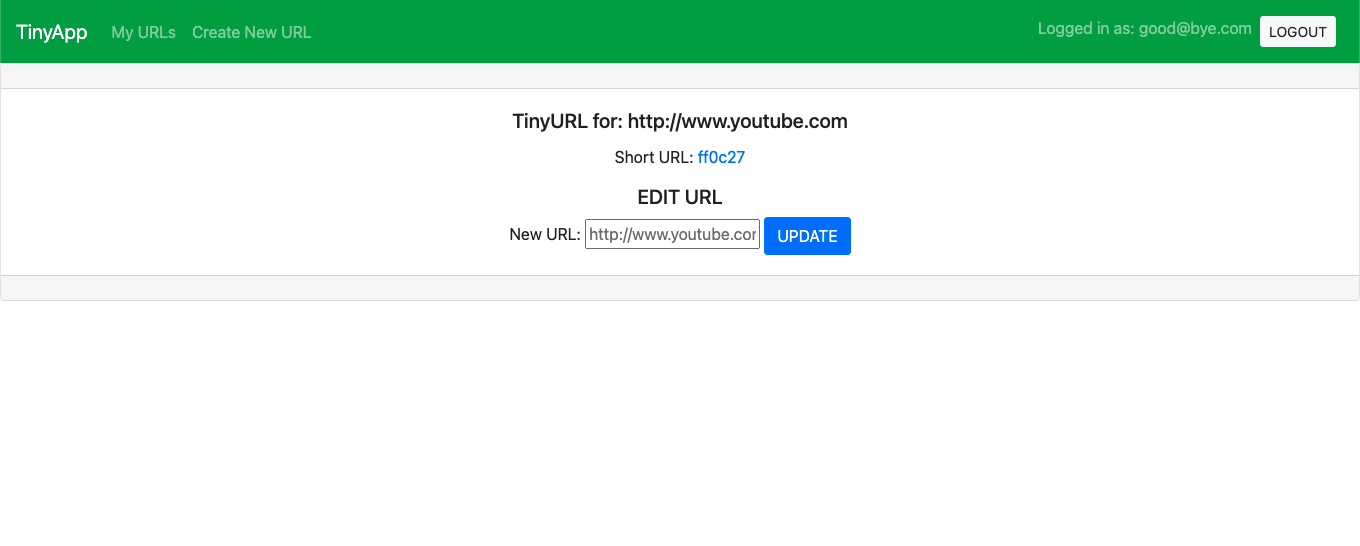 TinyApp My URLs Create New URL Logged in as: good@bye.com LOGOUT
TinyURL for: http://www.youtube.com
Short URL: ff0c27
EDIT URL
New URL: http://www.youtube.cor UPDATE